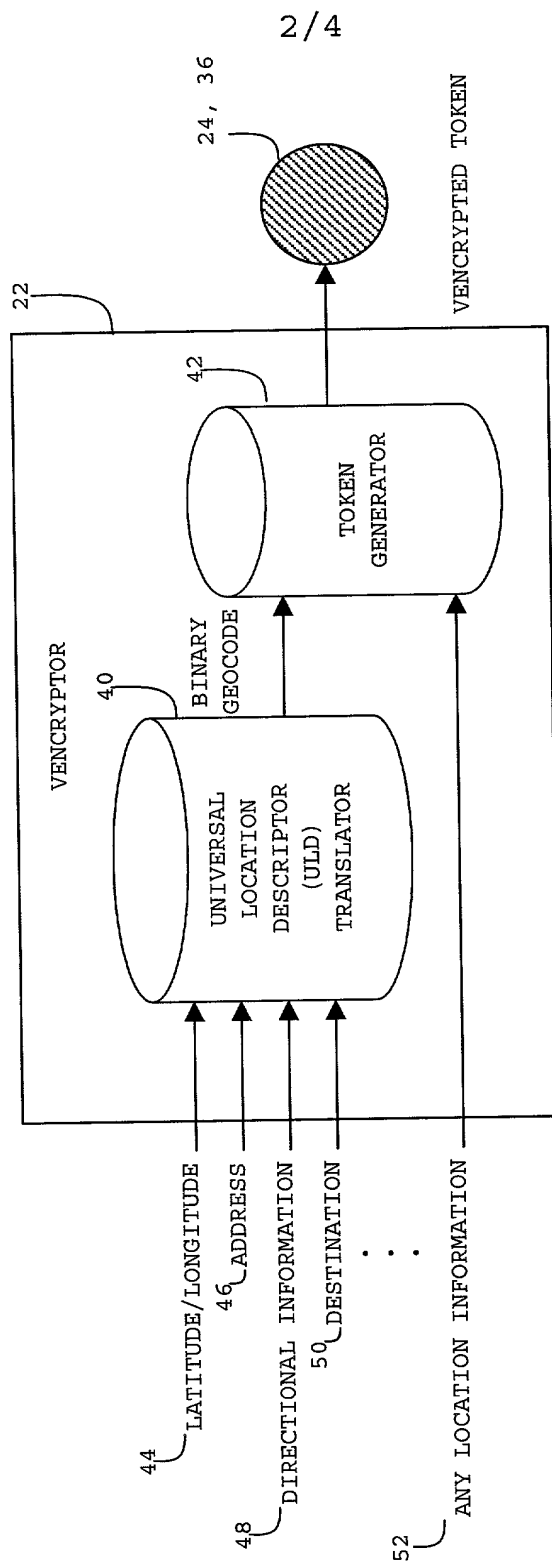 2/4
22
VENCRYPTOR
40
42
24, 36
UNIVERSAL
LOCATION
DESCRIPTOR
(ULD)
TRANSLATOR
BINARY
GEOCODE
TOKEN
GENERATOR
VENCRYPTED TOKEN
44
LATITUDE/LONGITUDE
46
ADDRESS
48
DIRECTIONAL INFORMATION
50
DESTINATION
. . .
52
ANY LOCATION INFORMATION